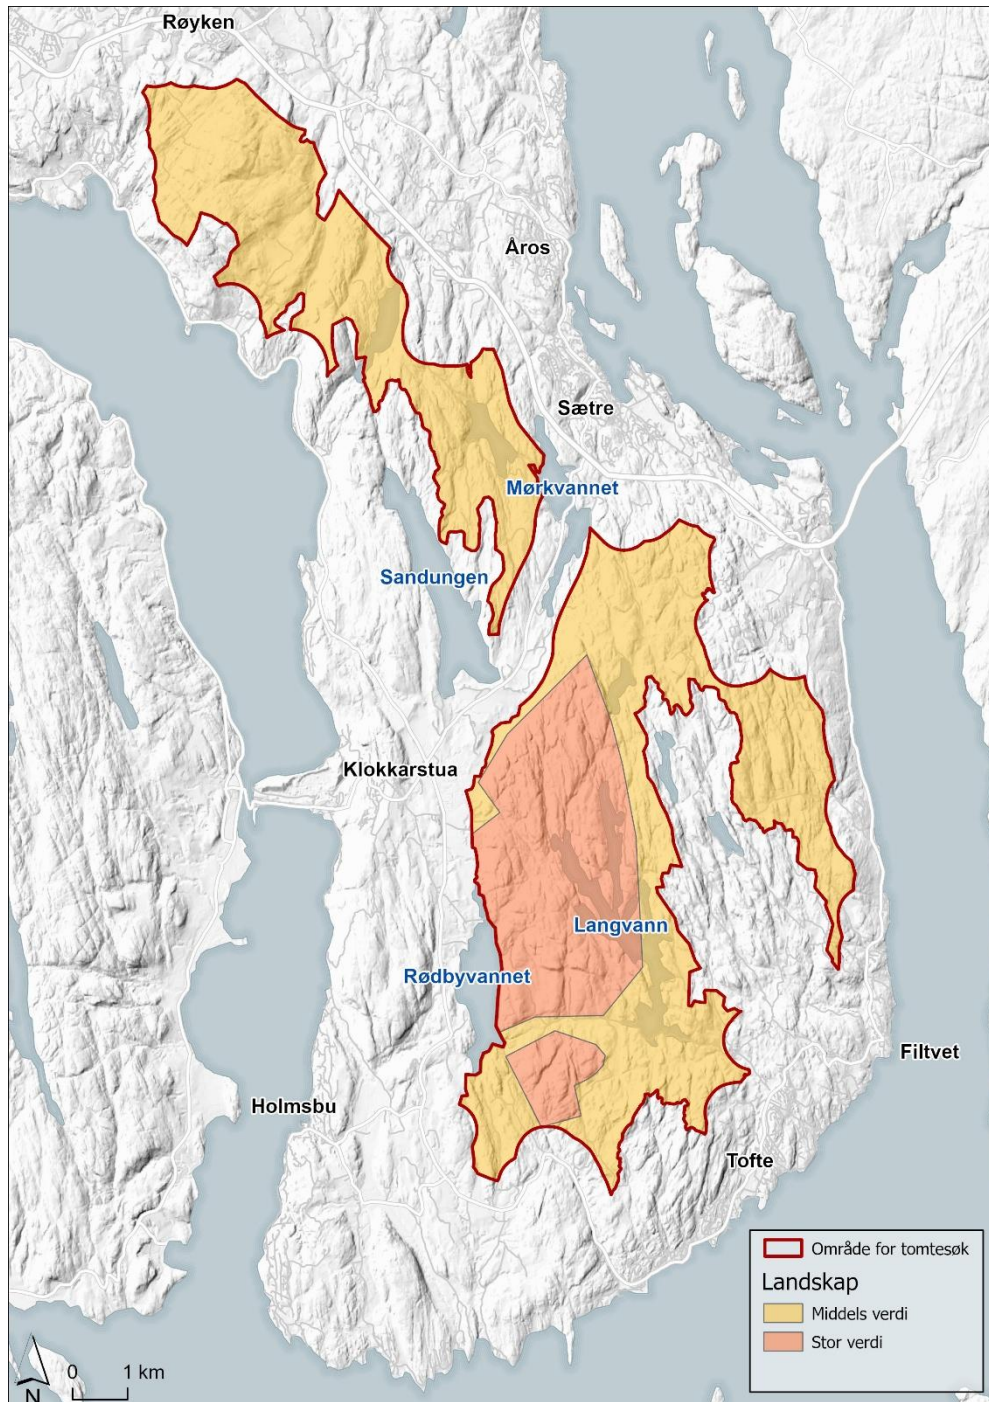 Røyken
Åros
Sætre
Mørkvannet
Sandungen
Klokkarstua
Langvann
Rødbyvannet
Filtvet
Holmsbu
Tofte
Område for tomtesøk
Landskap
Middels verdi
Stor verdi
0 1 km
N